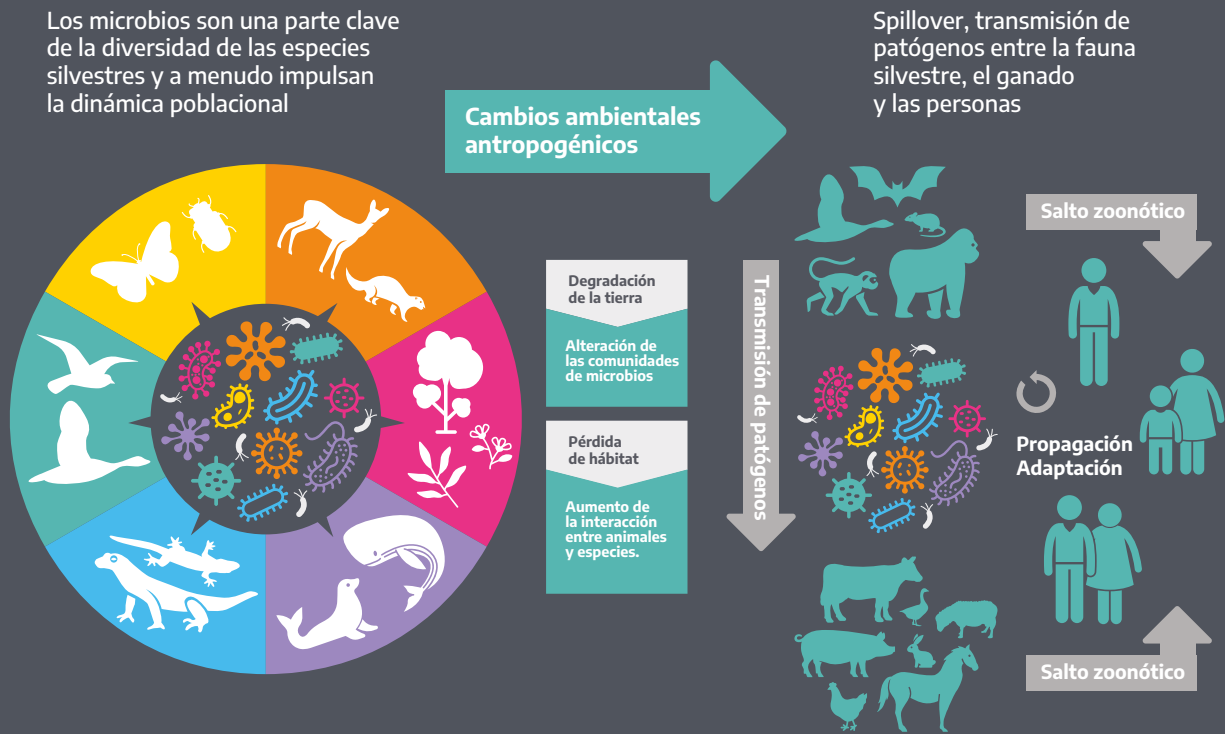 Los microbios son una parte clave
de la diversidad de las especies
silvestres y a menudo impulsan
la dinámica poblacional
Cambios ambientales
antropogénicos
Spillover, transmisión de
patógenos entre la fauna
silvestre, el ganado
y las personas
Degradación
de la tierra
Alteración de
las comunidades
de microbios
Pérdida
de hábitat
Aumento de
la interacción
entre animales
y especies.
Transmisión de patógenos
Salto zoonótico
Propagación
Adaptación
Salto zoonótico